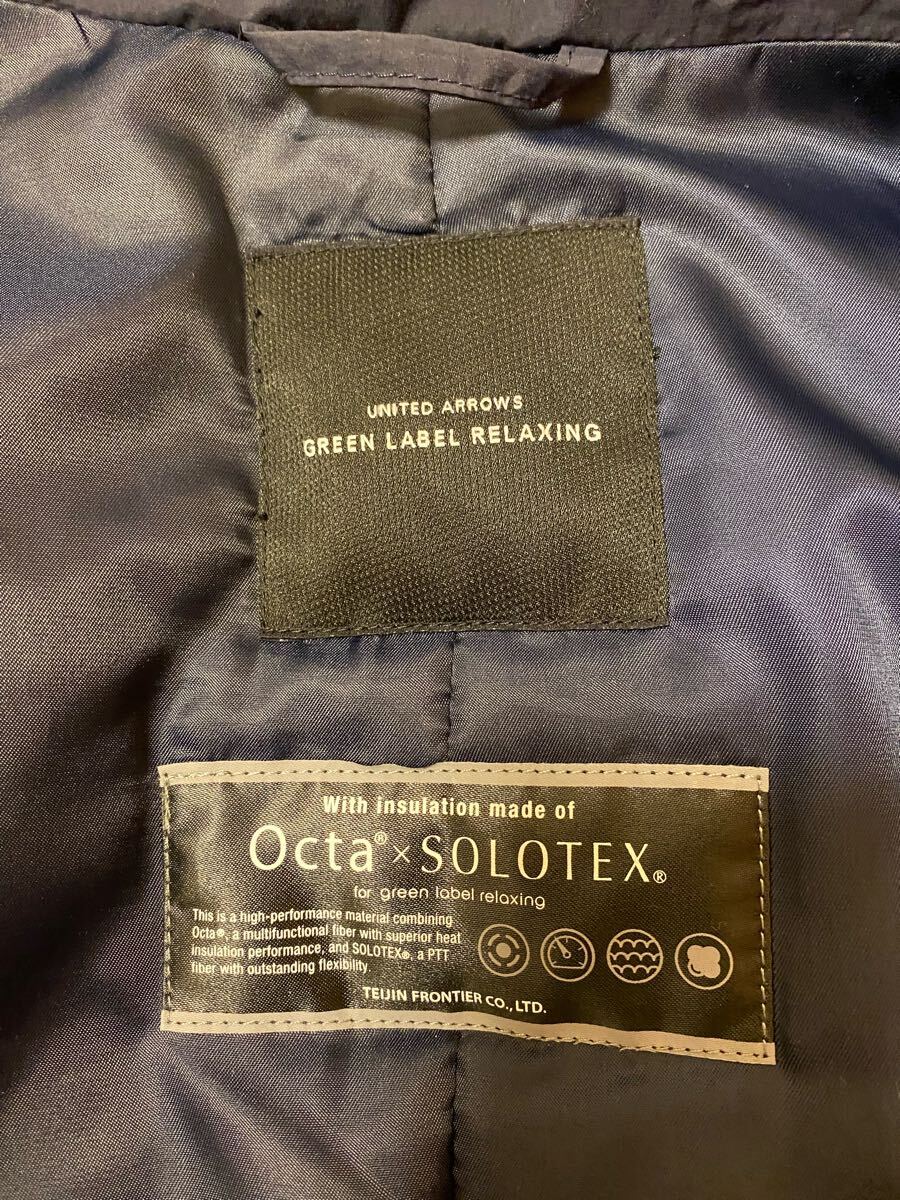 UNITED ARROWS
GREEN LABEL RELAXING
With insulation made of
Octa® × SOLOTEX®
for green label relaxing
This is a high-performance material combining
Octa®, a multifunctional fiber with superior heat
insulation performance, and SOLOTEX®, a PTT
fiber with outstanding flexibility.
TEIJIN FRONTIER CO., LTD.